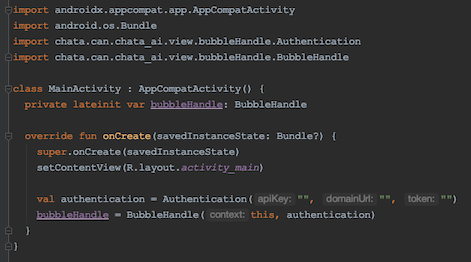 import androidx.appcompat.app.AppCompatActivity
import android.os.Bundle
import chata.can.chata_ai.view.bubbleHandle.Authentication
import chata.can.chata_ai.view.bubbleHandle.BubbleHandle

class MainActivity : AppCompatActivity() {
  private lateinit var bubbleHandle: BubbleHandle

  override fun onCreate(savedInstanceState: Bundle?) {
    super.onCreate(savedInstanceState)
    setContentView(R.layout.activity_main)

    val authentication = Authentication( apiKey: "", domainUrl: "", token: "")
    bubbleHandle = BubbleHandle( context: this, authentication)
  }
}